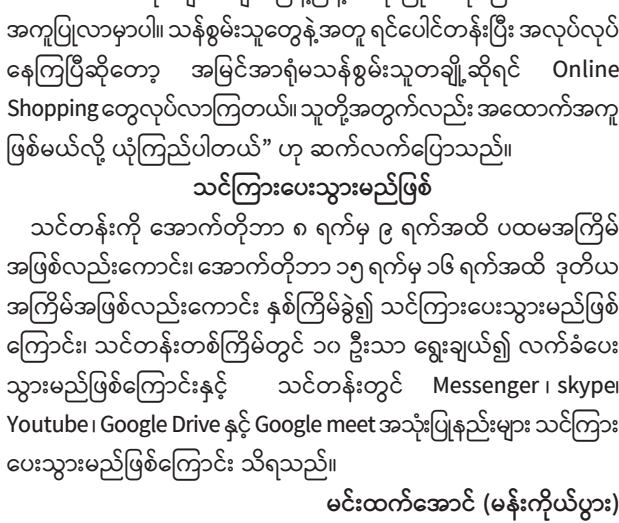 အကူပြုလာမှာပါ။ သန်စွမ်းသူတွေနဲ့အတူ ရင်ပေါင်တန်းပြီး အလုပ်လုပ်
နေကြပြီဆိုတော့ အမြင်အာရုံမသန်စွမ်းသူတချို့ဆိုရင် Online
Shopping တွေလုပ်လာကြတယ်။ သူတို့အတွက်လည်း အထောက်အကူ
ဖြစ်မယ်လို့ ယုံကြည်ပါတယ်” ဟု ဆက်လက်ပြောသည်။
သင်ကြားပေးသွားမည်ဖြစ်
သင်တန်းကို အောက်တိုဘာ ၈ ရက်မှ ၉ ရက်အထိ ပထမအကြိမ်
အဖြစ်လည်းကောင်း၊ အောက်တိုဘာ ၁၅ ရက်မှ ၁၆ ရက်အထိ ဒုတိယ
အကြိမ်အဖြစ်လည်းကောင်း နှစ်ကြိမ်ခွဲ၍ သင်ကြားပေးသွားမည်ဖြစ်
ကြောင်း၊ သင်တန်းတစ်ကြိမ်တွင် ၁၀ ဦးသာ ရွေးချယ်၍ လက်ခံပေး
သွားမည်ဖြစ်ကြောင်းနှင့် သင်တန်းတွင် Messenger ၊ skype၊
Youtube ၊ Google Drive နှင့် Google meet အသုံးပြုနည်းများ သင်ကြား
ပေးသွားမည်ဖြစ်ကြောင်း သိရသည်။
မင်းထက်အောင် (မန်းကိုယ်ပွား)